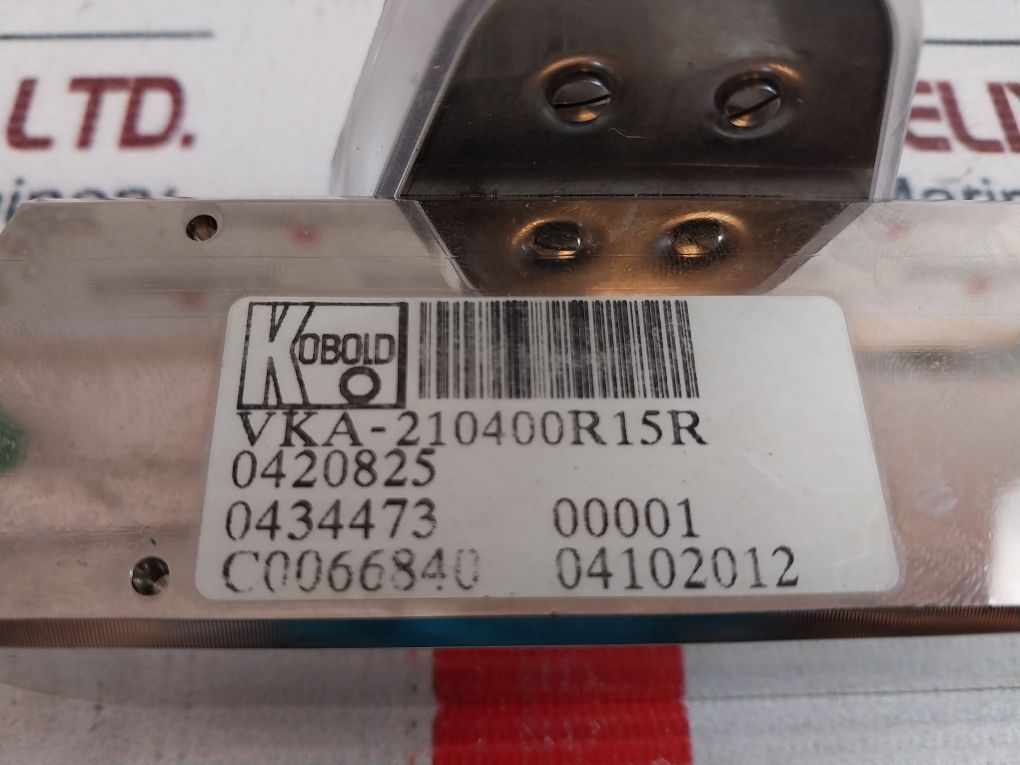 LTD.
KOBOLD
VKA-210400R15R
0420825
0434473 00001
C0066840 04102012